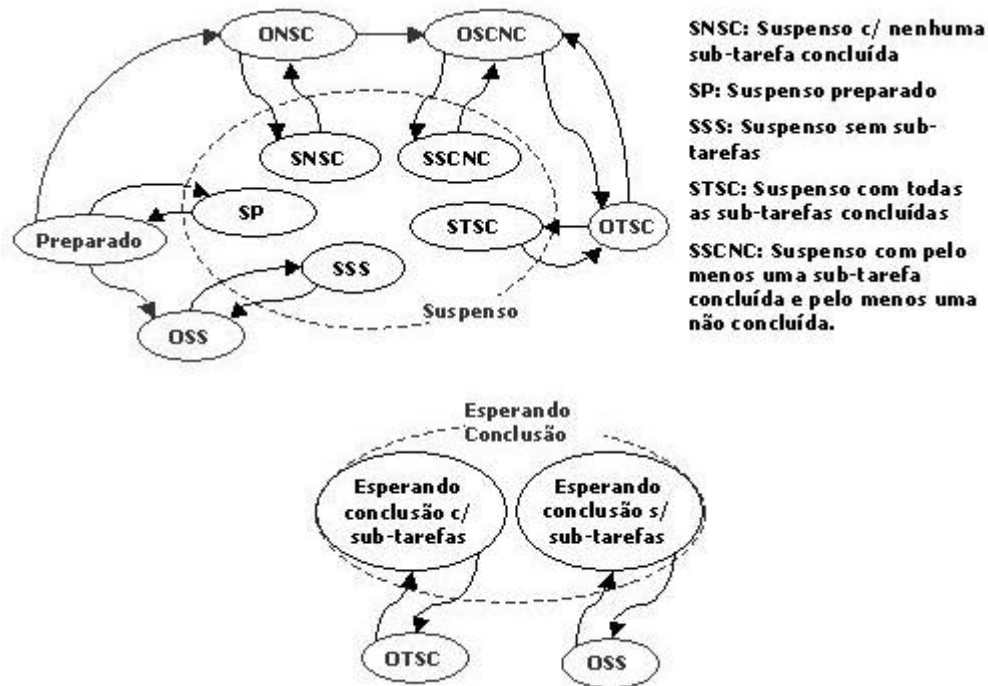 ONSC
OSCNC
SNSC
SSCNC
SP
STSC
OTSC
Preparado
SSS
Suspenso
OSS
SNSC: Suspenso c/ nenhuma
sub-tarefa concluída
SP: Suspenso preparado
SSS: Suspenso sem sub-
tarefas
STSC: Suspenso com todas
as sub-tarefas concluídas
SSCNC: Suspenso com pelo
menos uma sub-tarefa
concluída e pelo menos uma
não concluída.
Esperando
Conclusão
Esperando
conclusão c/
sub-tarefas
Esperando
conclusão s/
sub-tarefas
OTSC
OSS